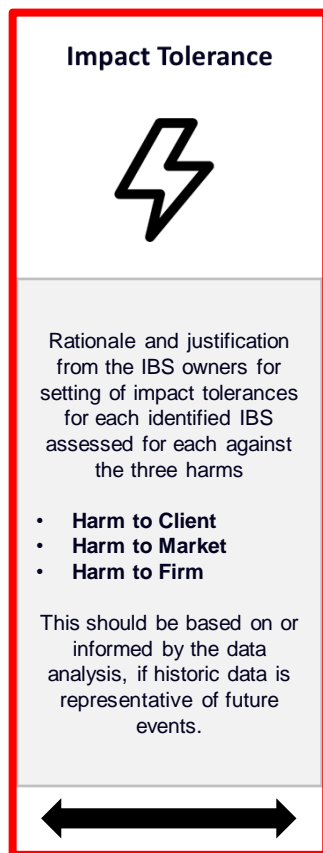 Impact Tolerance
Rationale and justification
from the IBS owners for
setting of impact tolerances
for each identified IBS
assessed for each against
the three harms
• Harm to Client
• Harm to Market
• Harm to Firm
This should be based on or
informed by the data
analysis, if historic data is
representative of future
events.